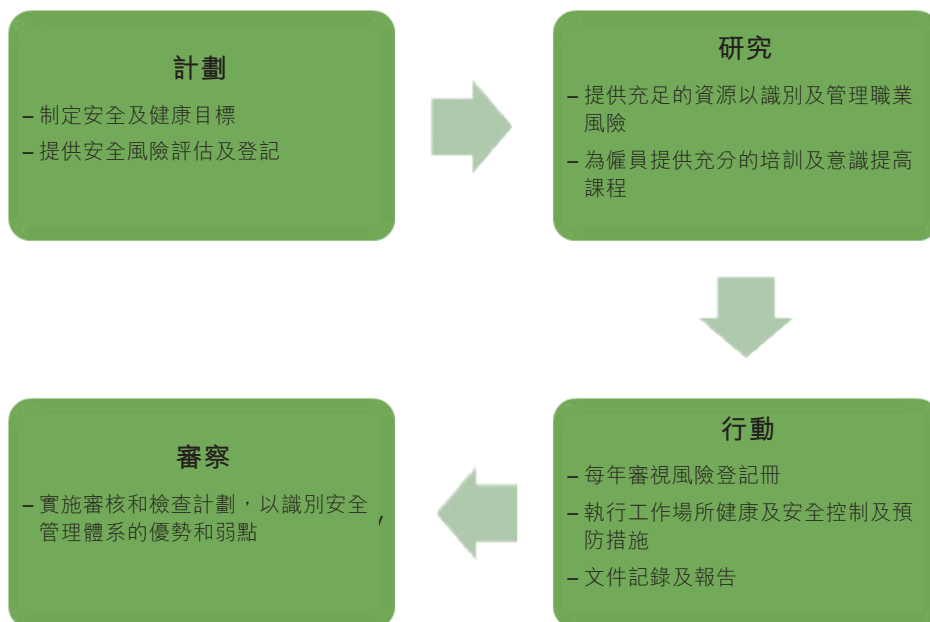 計劃
– 制定安全及健康目標
– 提供安全風險評估及登記
研究
– 提供充足的資源以識別及管理職業
風險
– 為僱員提供充分的培訓及意識提高
課程
行動
– 每年審視風險登記冊
– 執行工作場所健康及安全控制及預
防措施
– 文件記錄及報告
審察
– 實施審核和檢查計劃，以識別安全
管理體系的優勢和弱點
,